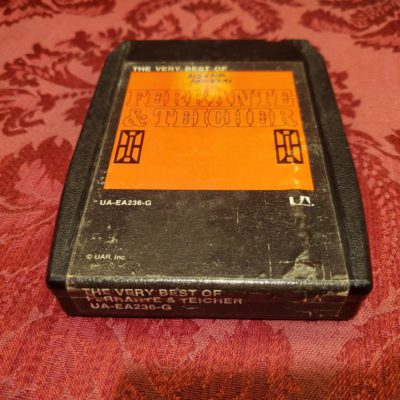 THE VERY BEST OF
FERRANTE
& TEICHER
UA-EA236-G
UA
© UAR, Inc
THE VERY BEST OF
FERRANTE & TEICHER
UA-EA236-G